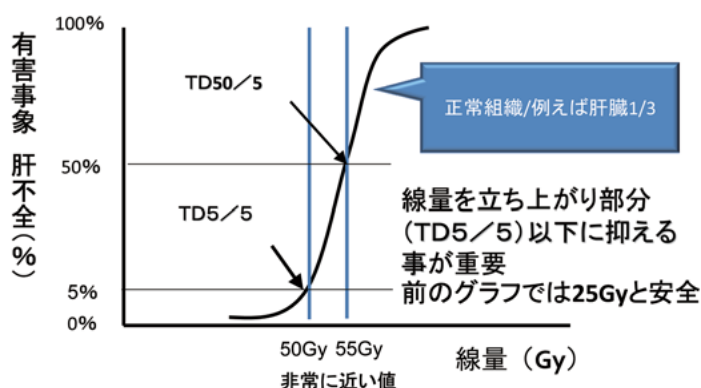 100%
有害事象 肝不全(%)
TD50/5
正常組織/例えば肝臓1/3
50%
TD5/5
線量を立ち上がり部分
(TD5/5)以下に抑える
事が重要
前のグラフでは25Gyと安全
5%
0%
50Gy 55Gy
線量(Gy)
非常に近い値